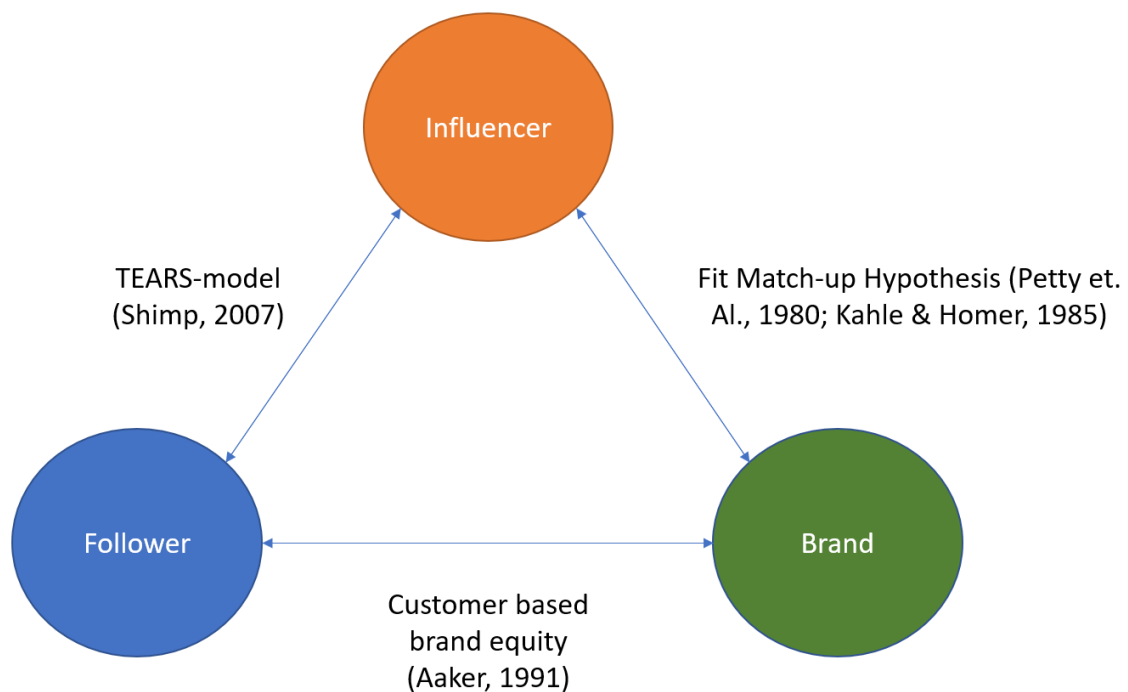 Influencer
TEARS-model
(Shimp, 2007)
Fit Match-up Hypothesis (Petty et.
Al., 1980; Kahle & Homer, 1985)
Follower
Brand
Customer based
brand equity
(Aaker, 1991)